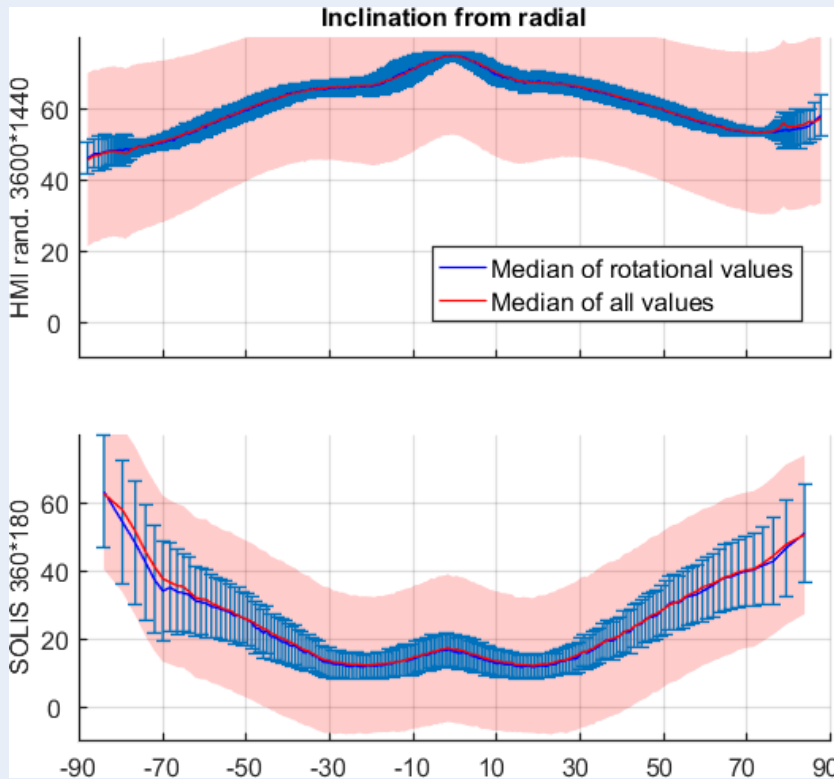 Inclination from radial
HMI rand. 3600*1440
60
40
20
0
Median of rotational values
Median of all values
SOLIS 360*180
60
40
20
0
-90 -70 -50 -30 -10 10 30 50 70 90